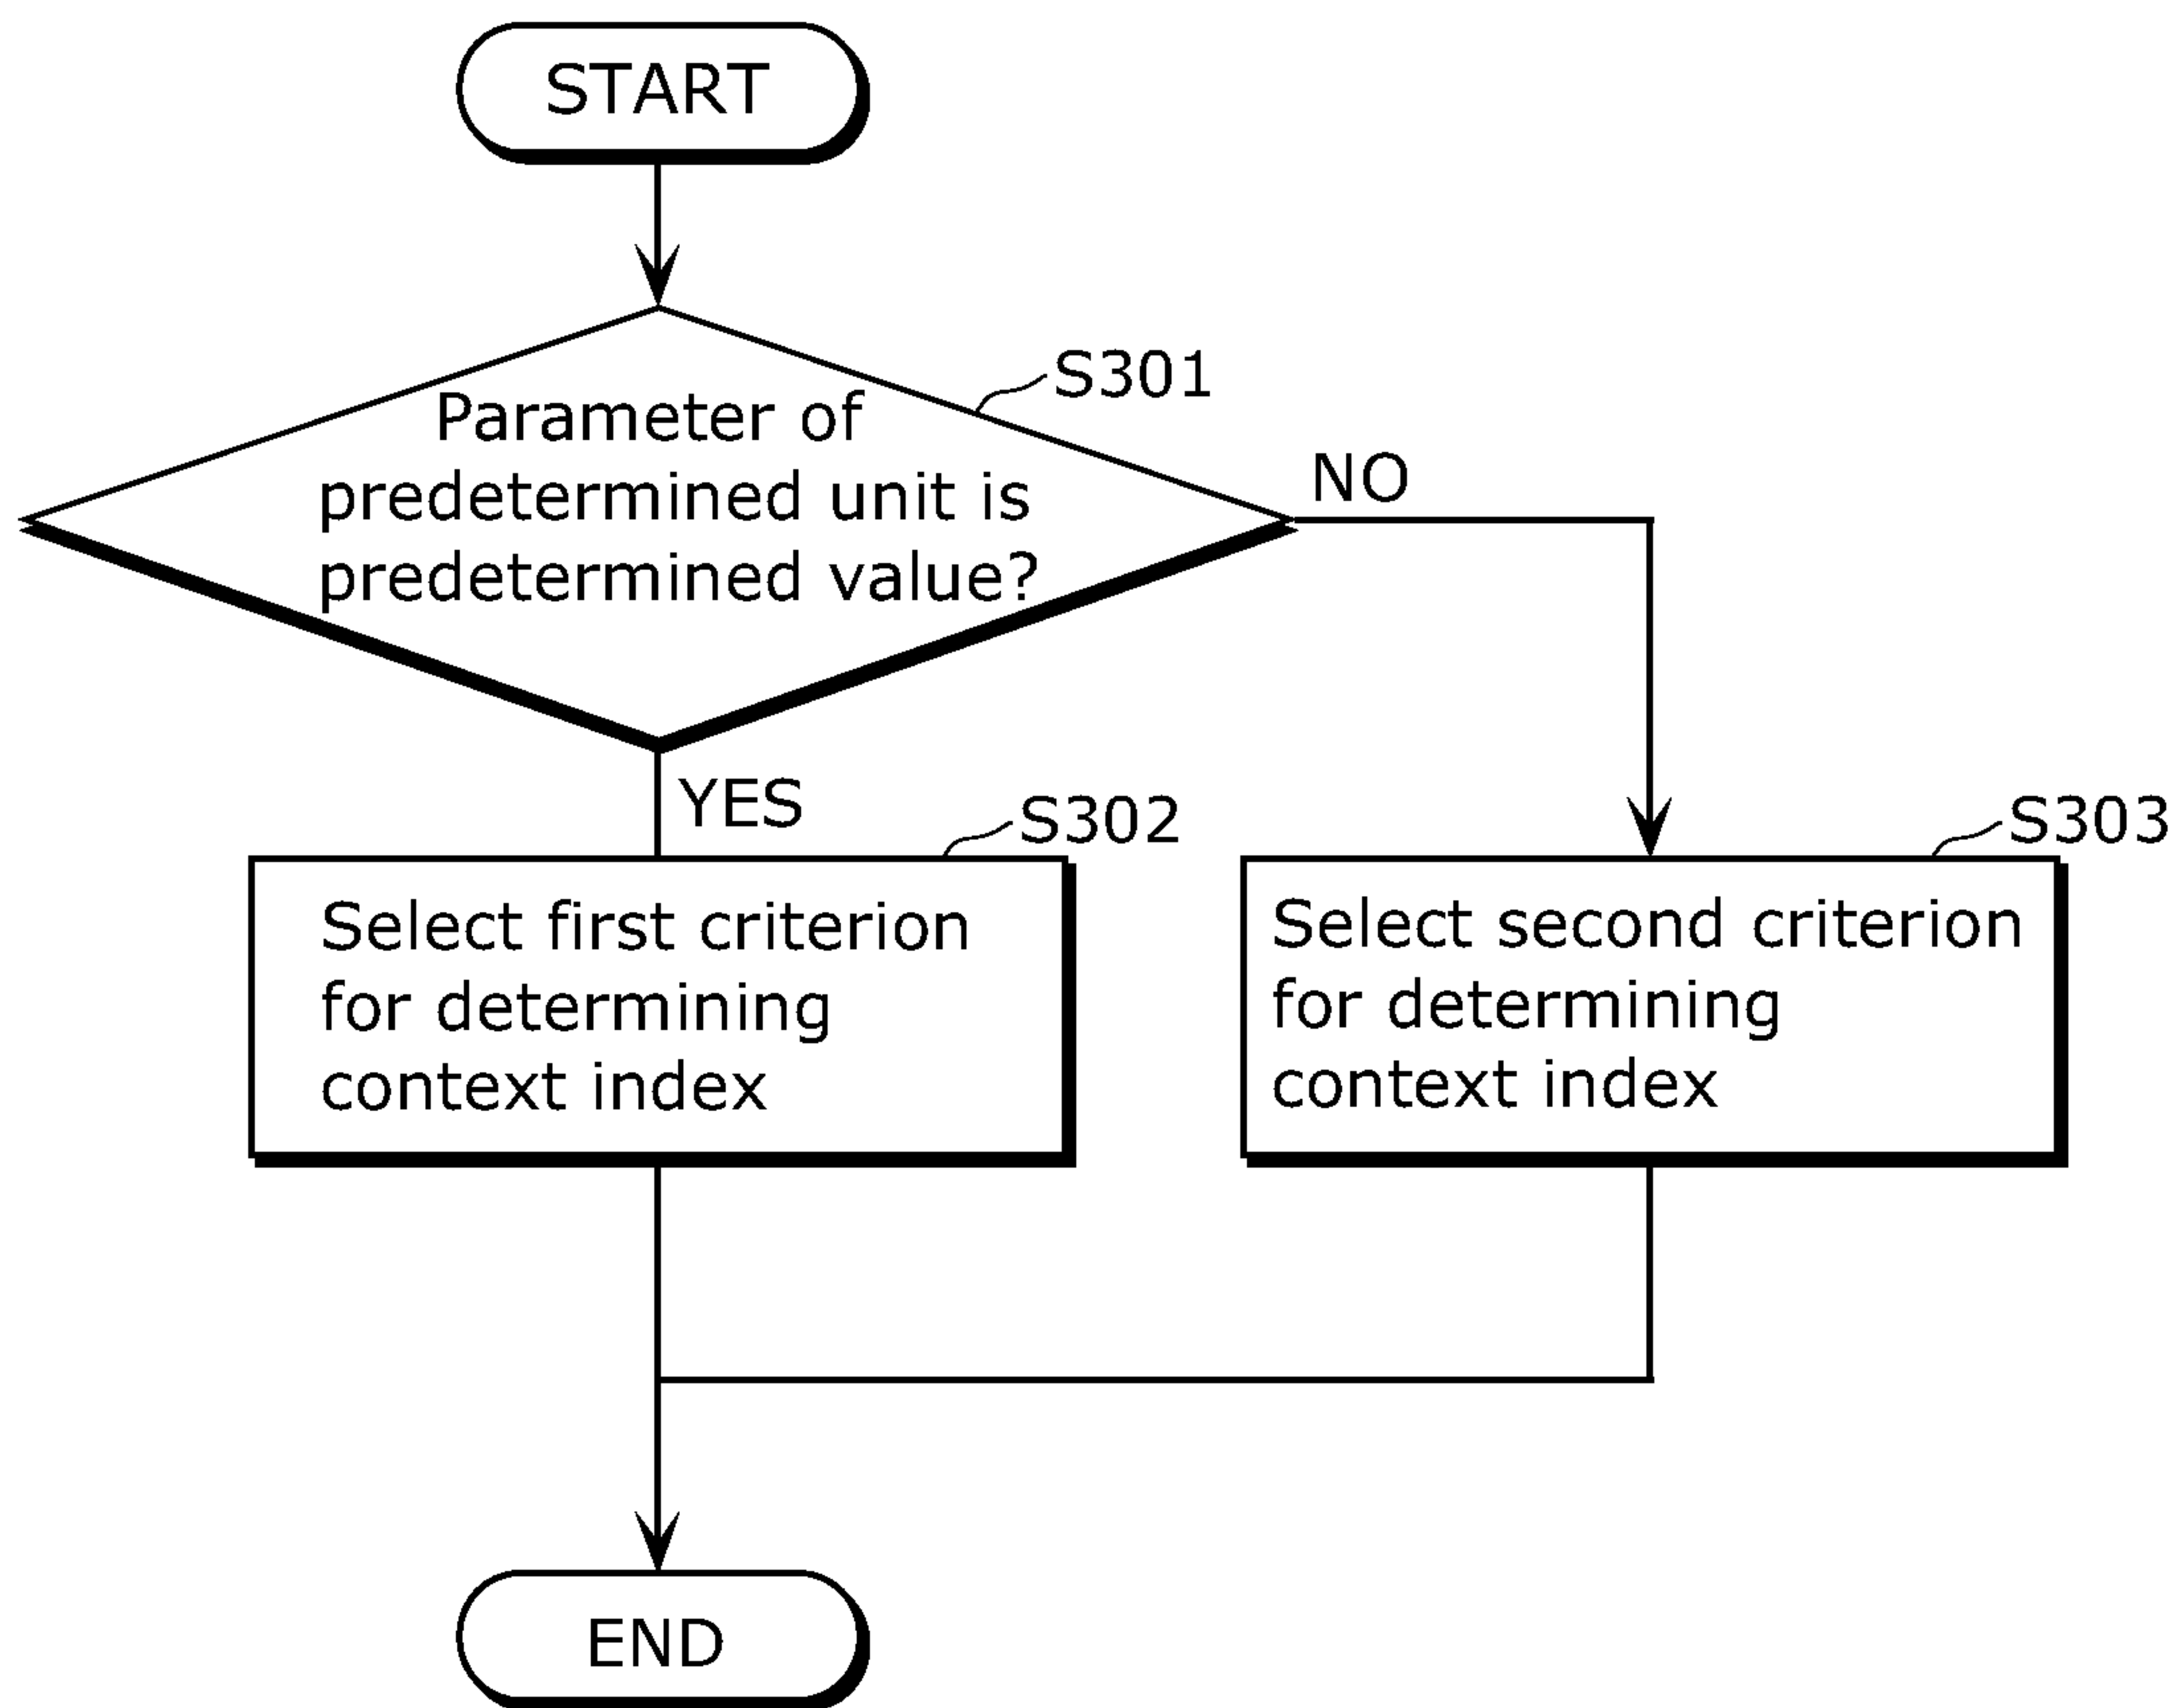 START
S301
Parameter of
predetermined unit is
predetermined value?
NO
YES
S302
Select first criterion
for determining
context index
S303
Select second criterion
for determining
context index
END